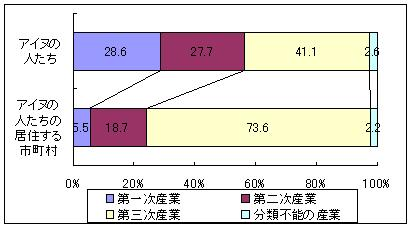 アイヌの
人たち
28.6 27.7 41.1 2.6
アイヌの
人たちの
居住する
市町村
5.5 18.7 73.6 2.2
0% 20% 40% 60% 80% 100%
第一次産業 第二次産業
第三次産業 分類不能の産業